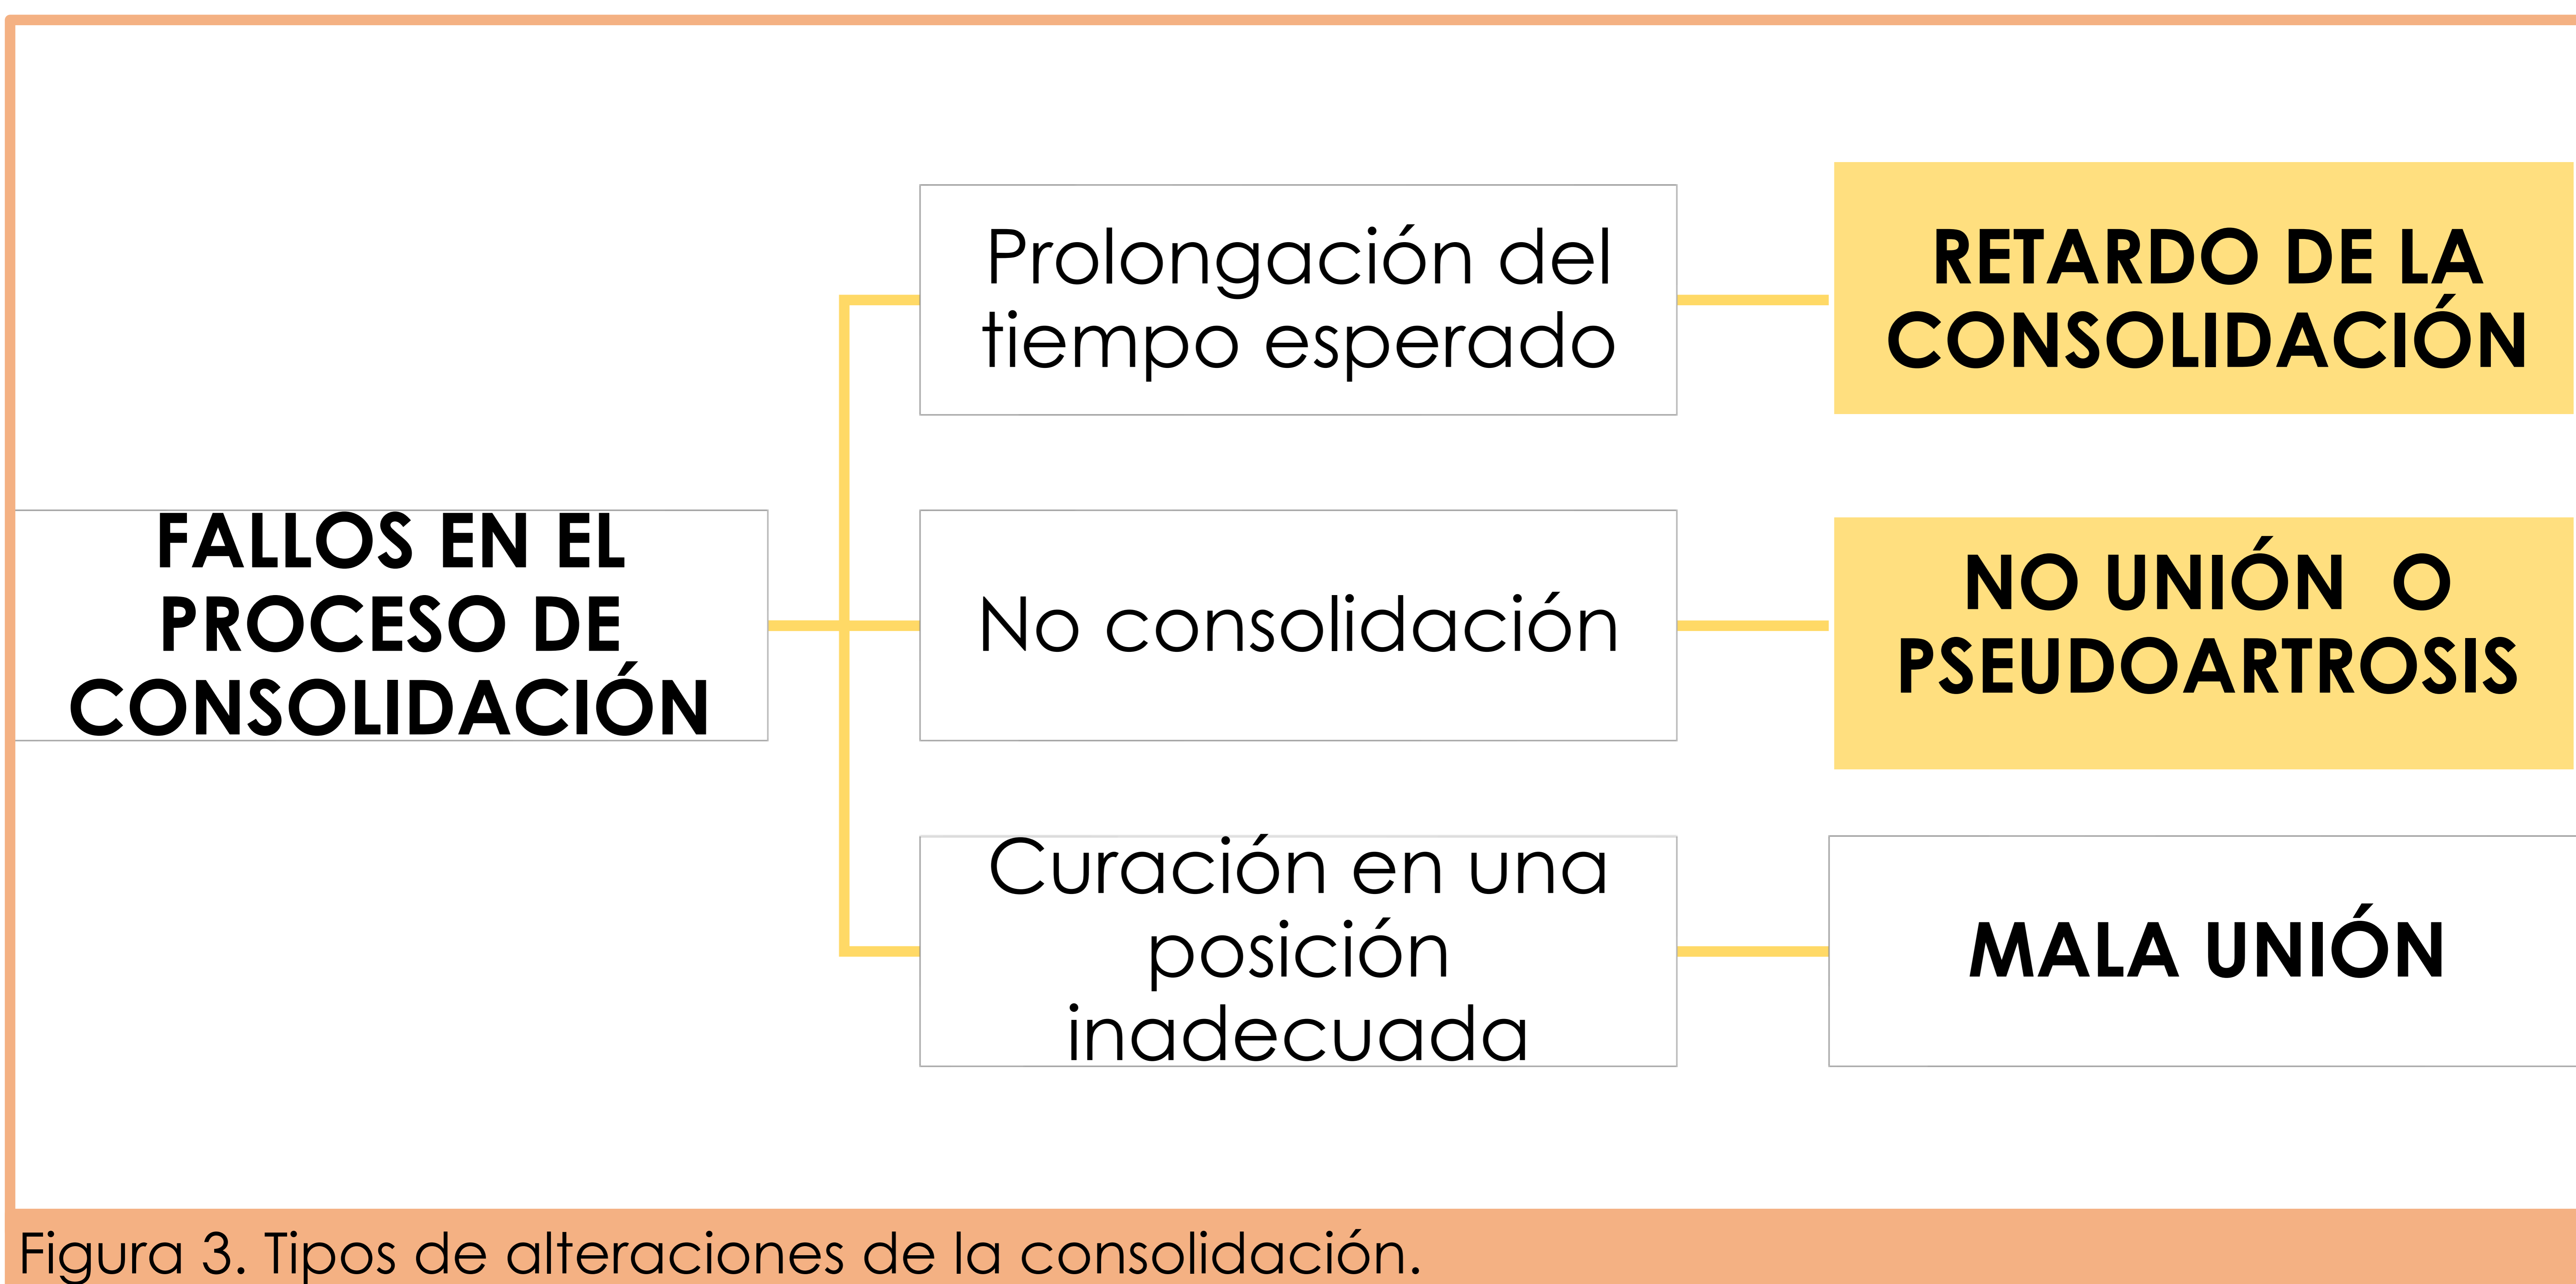 Prolongación del
tiempo esperado
RETARDO DE LA
CONSOLIDACIÓN
FALLOS EN EL
PROCESO DE
CONSOLIDACIÓN
No consolidación
NO UNIÓN O
PSEUDOARTROSIS
Curación en una
posición
inadecuada
MALA UNIÓN
Figura 3. Tipos de alteraciones de la consolidación.